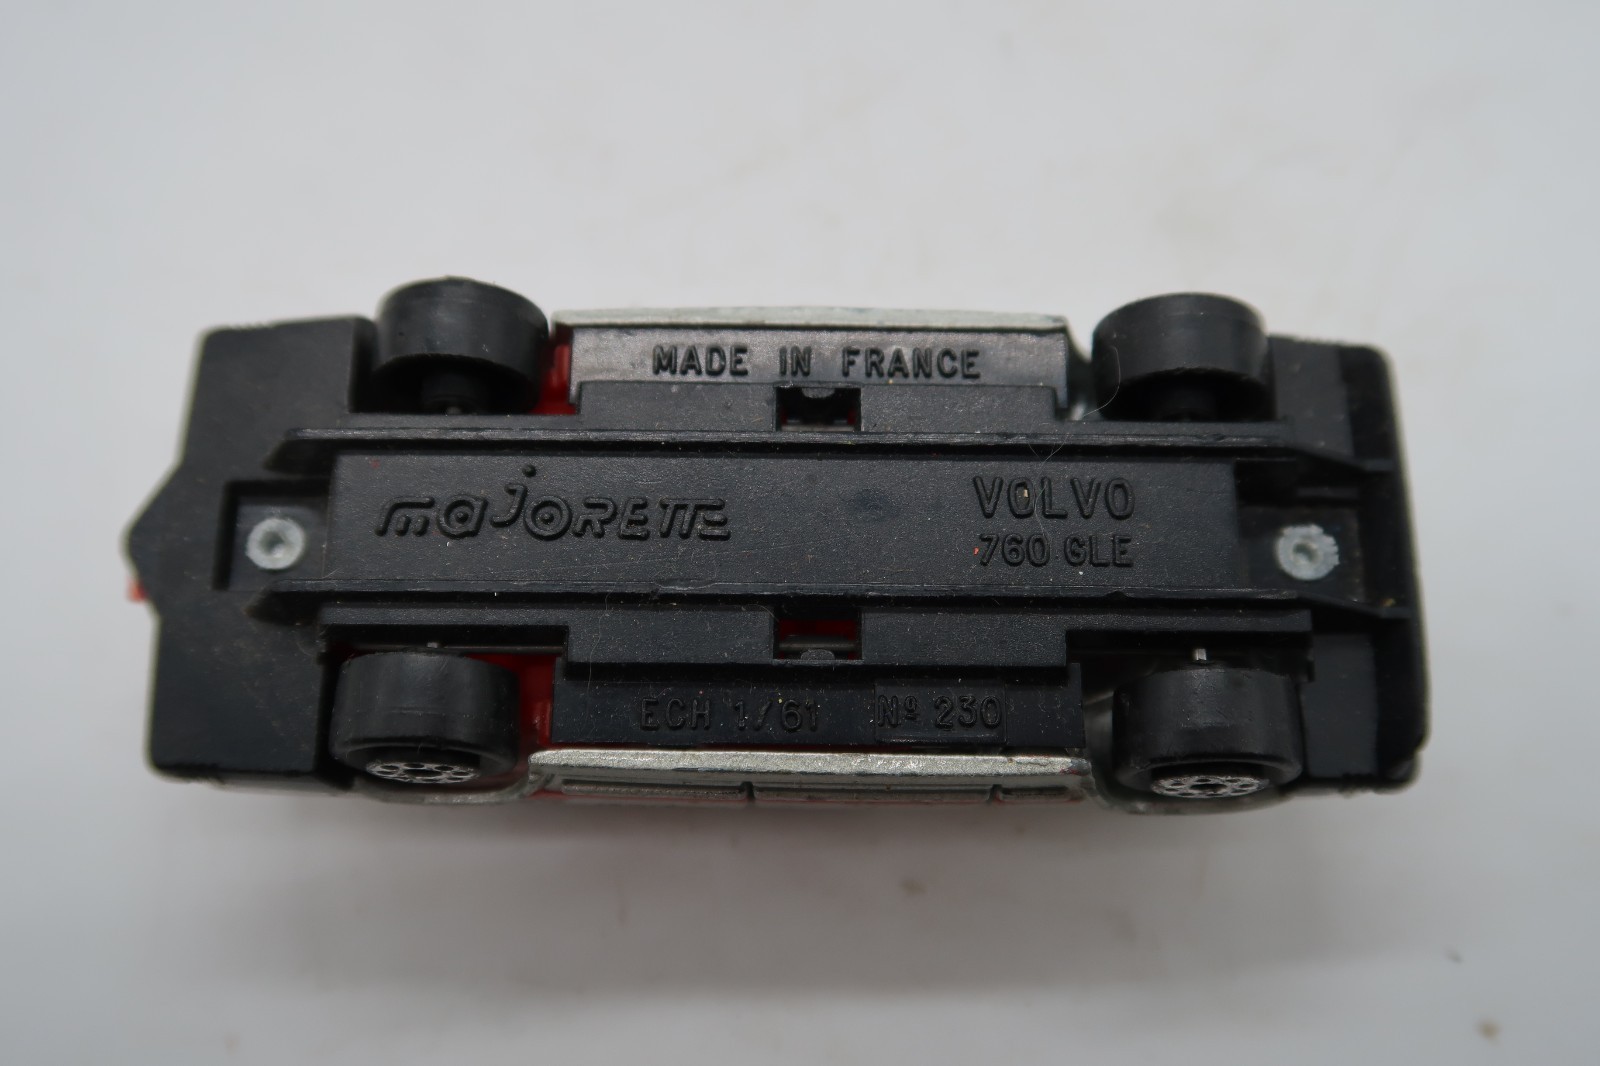 MADE IN FRANCE
majORETTE
VOLVO
760 GLE
ECH 1/61 Nº 230